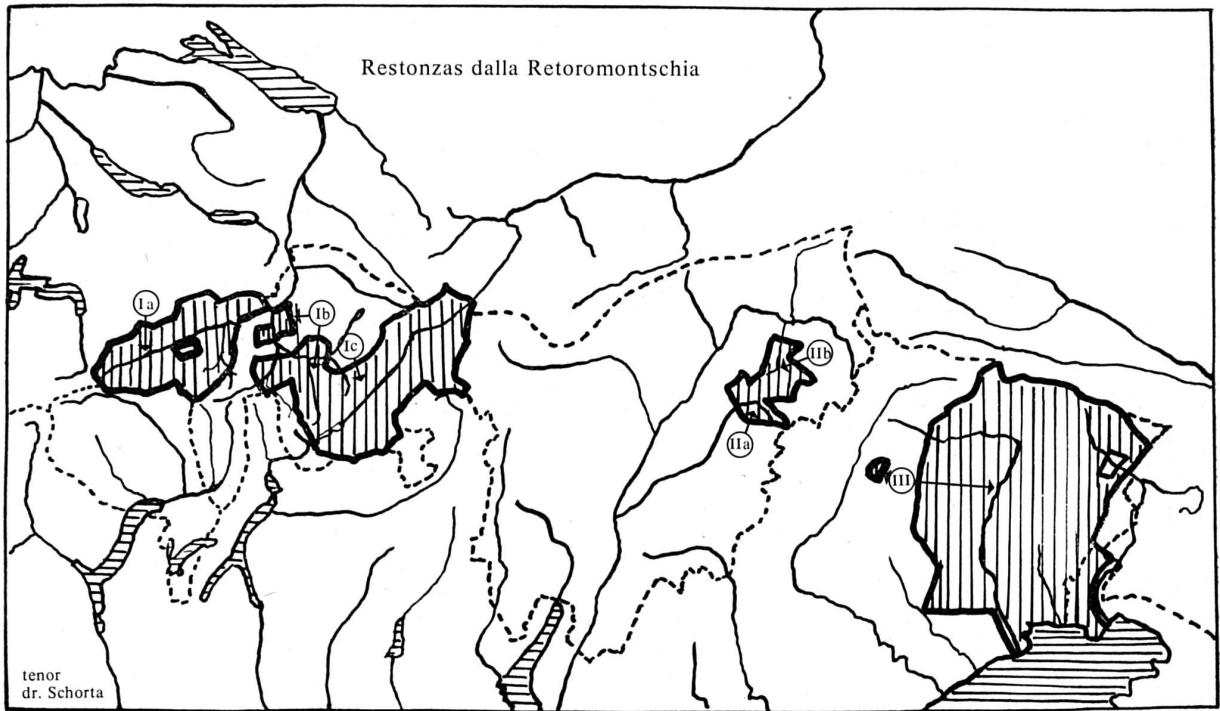 Restonzas dalla Retoromontschia
Ia
Ib
Ic
IIb
IIa
III
tenor
dr. Schorta